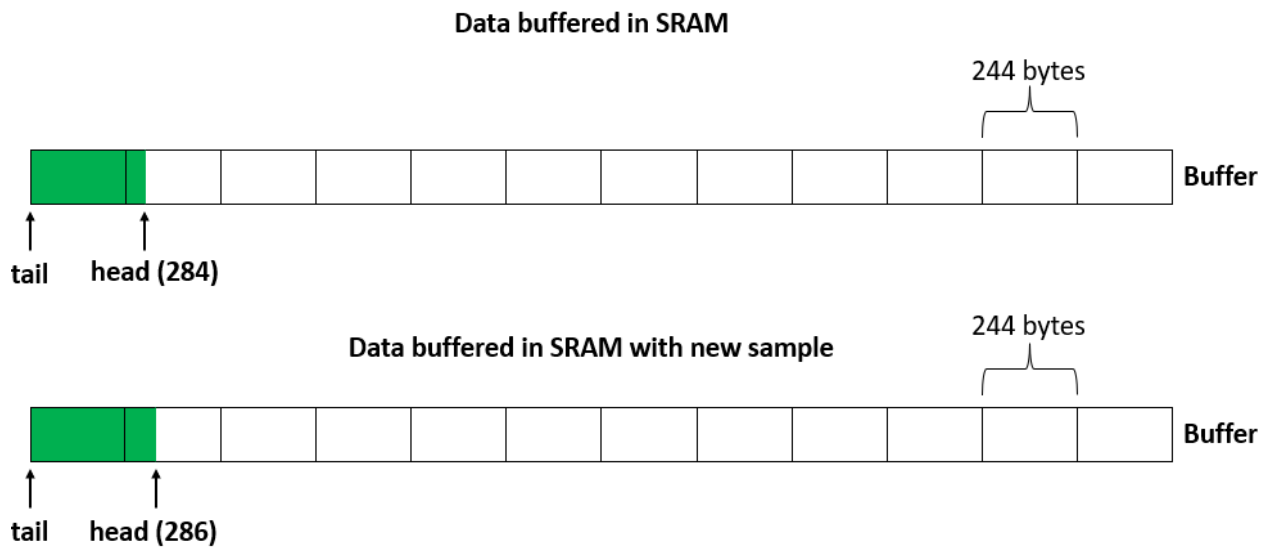 Data buffered in SRAM
244 bytes
Buffer
tail head (284)
244 bytes
Data buffered in SRAM with new sample
Buffer
tail head (286)